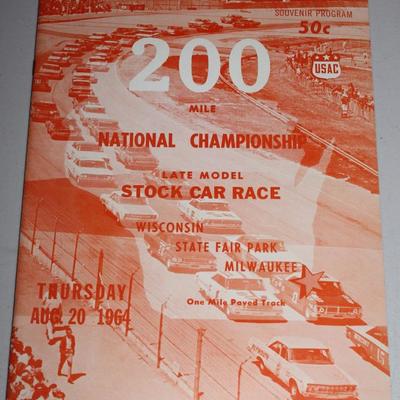 SOUVENIR PROGRAM
50c
USAC
200
MILE
NATIONAL CHAMPIONSHIP
LATE MODEL
STOCK CAR RACE
WISCONSIN
STATE FAIR PARK
MILWAUKEE
THURSDAY
AUG. 20 1964
One Mile Paved Track